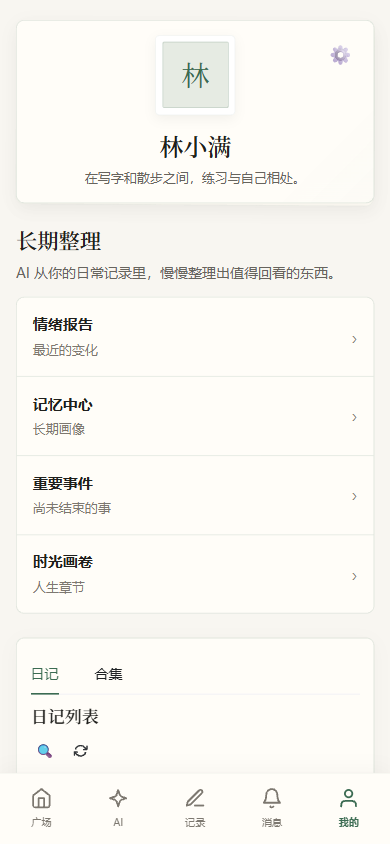 林
林小满
在写字和散步之间，练习与自己相处。
长期整理
AI 从你的日常记录里，慢慢整理出值得回看的东西。
情绪报告
最近的变化
记忆中心
长期画像
重要事件
尚未结束的事
时光画卷
人生章节
日记 合集
日记列表
广场 AI 记录 消息 我的